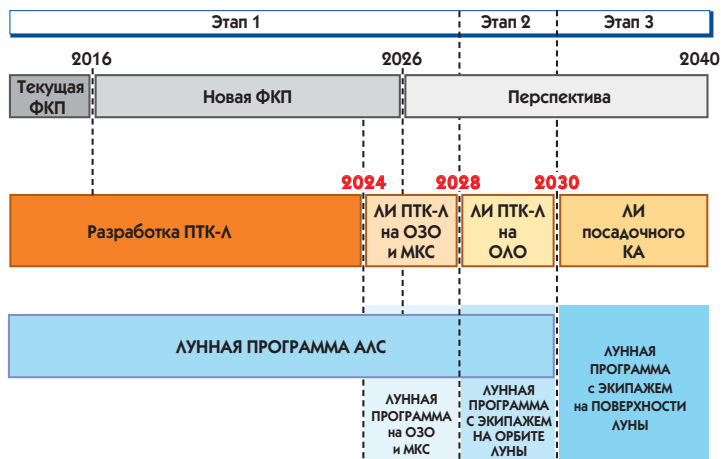 Этап 1 Этап 2 Этап 3
2016 2026 2040
Текущая
ФКП
Новая ФКП
Перспектива
2024 2028 2030
Разработка ПТК-Л
ЛИ ПТК-Л
на ОЗО
и МКС
ЛИ ПТК-Л
на
ОЛО
ЛИ
посадочного
КА
ЛУННАЯ ПРОГРАММА АЛС
ЛУННАЯ
ПРОГРАММА
на ОЗО
и МКС
ЛУННАЯ
ПРОГРАММА
С ЭКИПАЖЕМ
НА ОРБИТЕ
ЛУНЫ
ЛУННАЯ
ПРОГРАММА
с ЭКИПАЖЕМ
на ПОВЕРХНОСТИ
ЛУНЫ